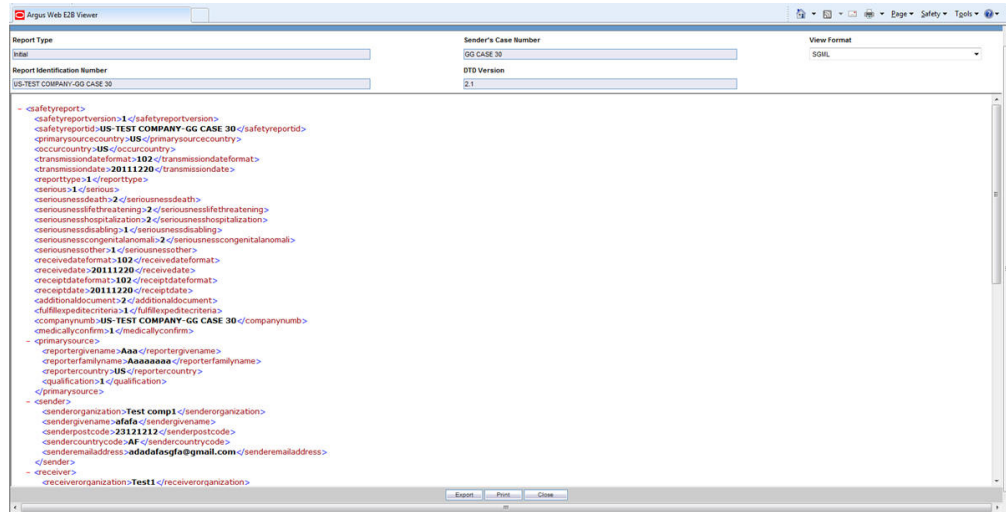 Argus Web E2B Viewer
Page Safety Tools
Report Type Sender's Case Number View Format
Initial GG CASE 30 SGML
Report Identification Number DTD Version
US-TEST COMPANY-GG CASE 30 2.1
- <safetyreport>
<safetyreportversion>1</safetyreportversion>
<safetyreportid>US-TEST COMPANY-GG CASE 30</safetyreportid>
<primarysourcecountry>US</primarysourcecountry>
<occurcountry>US</occurcountry>
<transmissiondateformat>102</transmissiondateformat>
<transmissiondate>20111220</transmissiondate>
<reporttype>1</reporttype>
<serious>1</serious>
<seriousnessdeath>2</seriousnessdeath>
<seriousnesslifethreatening>2</seriousnesslifethreatening>
<seriousnesshospitalization>2</seriousnesshospitalization>
<seriousnessdisabling>1</seriousnessdisabling>
<seriousnesscongenitalanomali>2</seriousnesscongenitalanomali>
<seriousnessother>1</seriousnessother>
<receivedateformat>102</receivedateformat>
<receivedate>20111220</receivedate>
<receiptdateformat>102</receiptdateformat>
<receiptdate>20111220</receiptdate>
<additionaldocument>2</additionaldocument>
<fulfillexpeditecriteria>1</fulfillexpeditecriteria>
<companynumb>US-TEST COMPANY-GG CASE 30</companynumb>
<medicallyconfirm>1</medicallyconfirm>
- <primarysource>
<reportergivename>Aaa</reportergivename>
<reporterfamilyname>Aaaaaaaa</reporterfamilyname>
<reportercountry>US</reportercountry>
<qualification>1</qualification>
</primarysource>
- <sender>
<senderorganization>Test comp1</senderorganization>
<sendergivename>afafa</sendergivename>
<senderpostcode>23121212</senderpostcode>
<sendercountrycode>AF</sendercountrycode>
<senderemailaddress>adadafasgfa@gmail.com</senderemailaddress>
</sender>
- <receiver>
<receiverorganization>Test1</receiverorganization>
Export Print Close